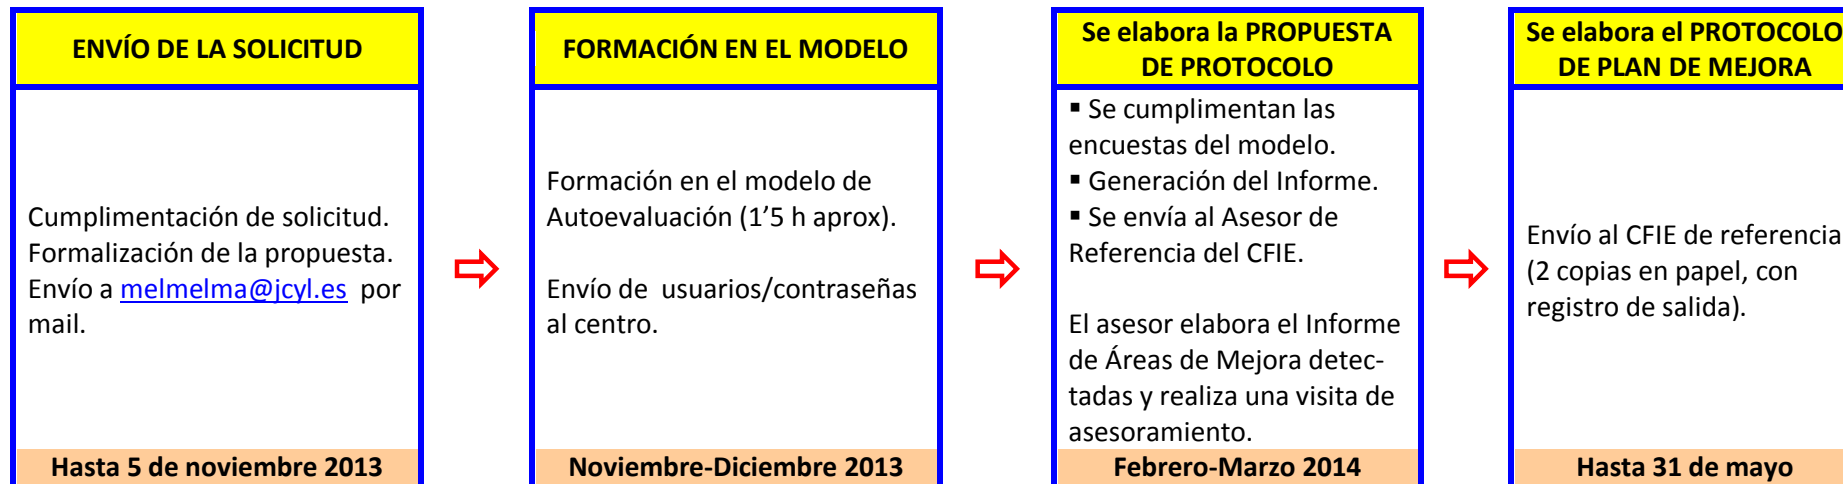 ENVÍO DE LA SOLICITUD
Cumplimentación de solicitud.
Formalización de la propuesta.
Envío a melmelma@jcyl.es por
mail.
Hasta 5 de noviembre 2013
FORMACIÓN EN EL MODELO
Formación en el modelo de
Autoevaluación (1’5 h aprox).
Envío de usuarios/contraseñas
al centro.
Noviembre-Diciembre 2013
Se elabora la PROPUESTA
DE PROTOCOLO
▪ Se cumplimentan las
encuestas del modelo.
▪ Generación del Informe.
▪ Se envía al Asesor de
Referencia del CFIE.
El asesor elabora el Informe
de Áreas de Mejora detec-
tadas y realiza una visita de
asesoramiento.
Febrero-Marzo 2014
Se elabora el PROTOCOLO
DE PLAN DE MEJORA
Envío al CFIE de referencia
(2 copias en papel, con
registro de salida).
Hasta 31 de mayo